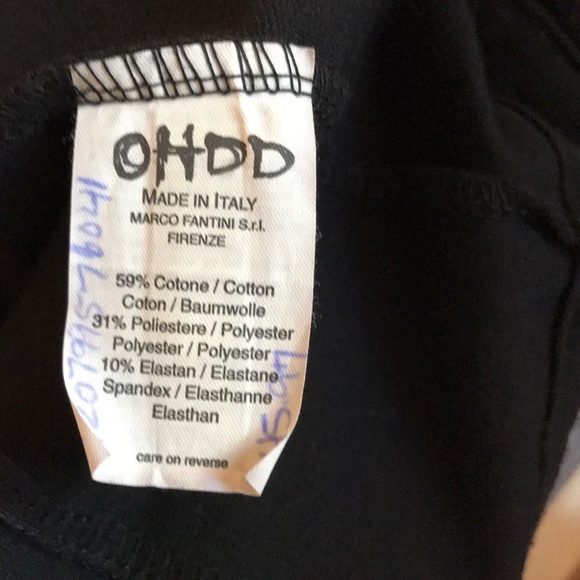 OHDD
MADE IN ITALY
MARCO FANTINI S.r.l.
FIRENZE
59% Cotone / Cotton
Coton / Baumwolle
31% Poliestere / Polyester
Polyester / Polyester
10% Elastan / Elastane
Spandex / Elasthanne
Elasthan
care on reverse